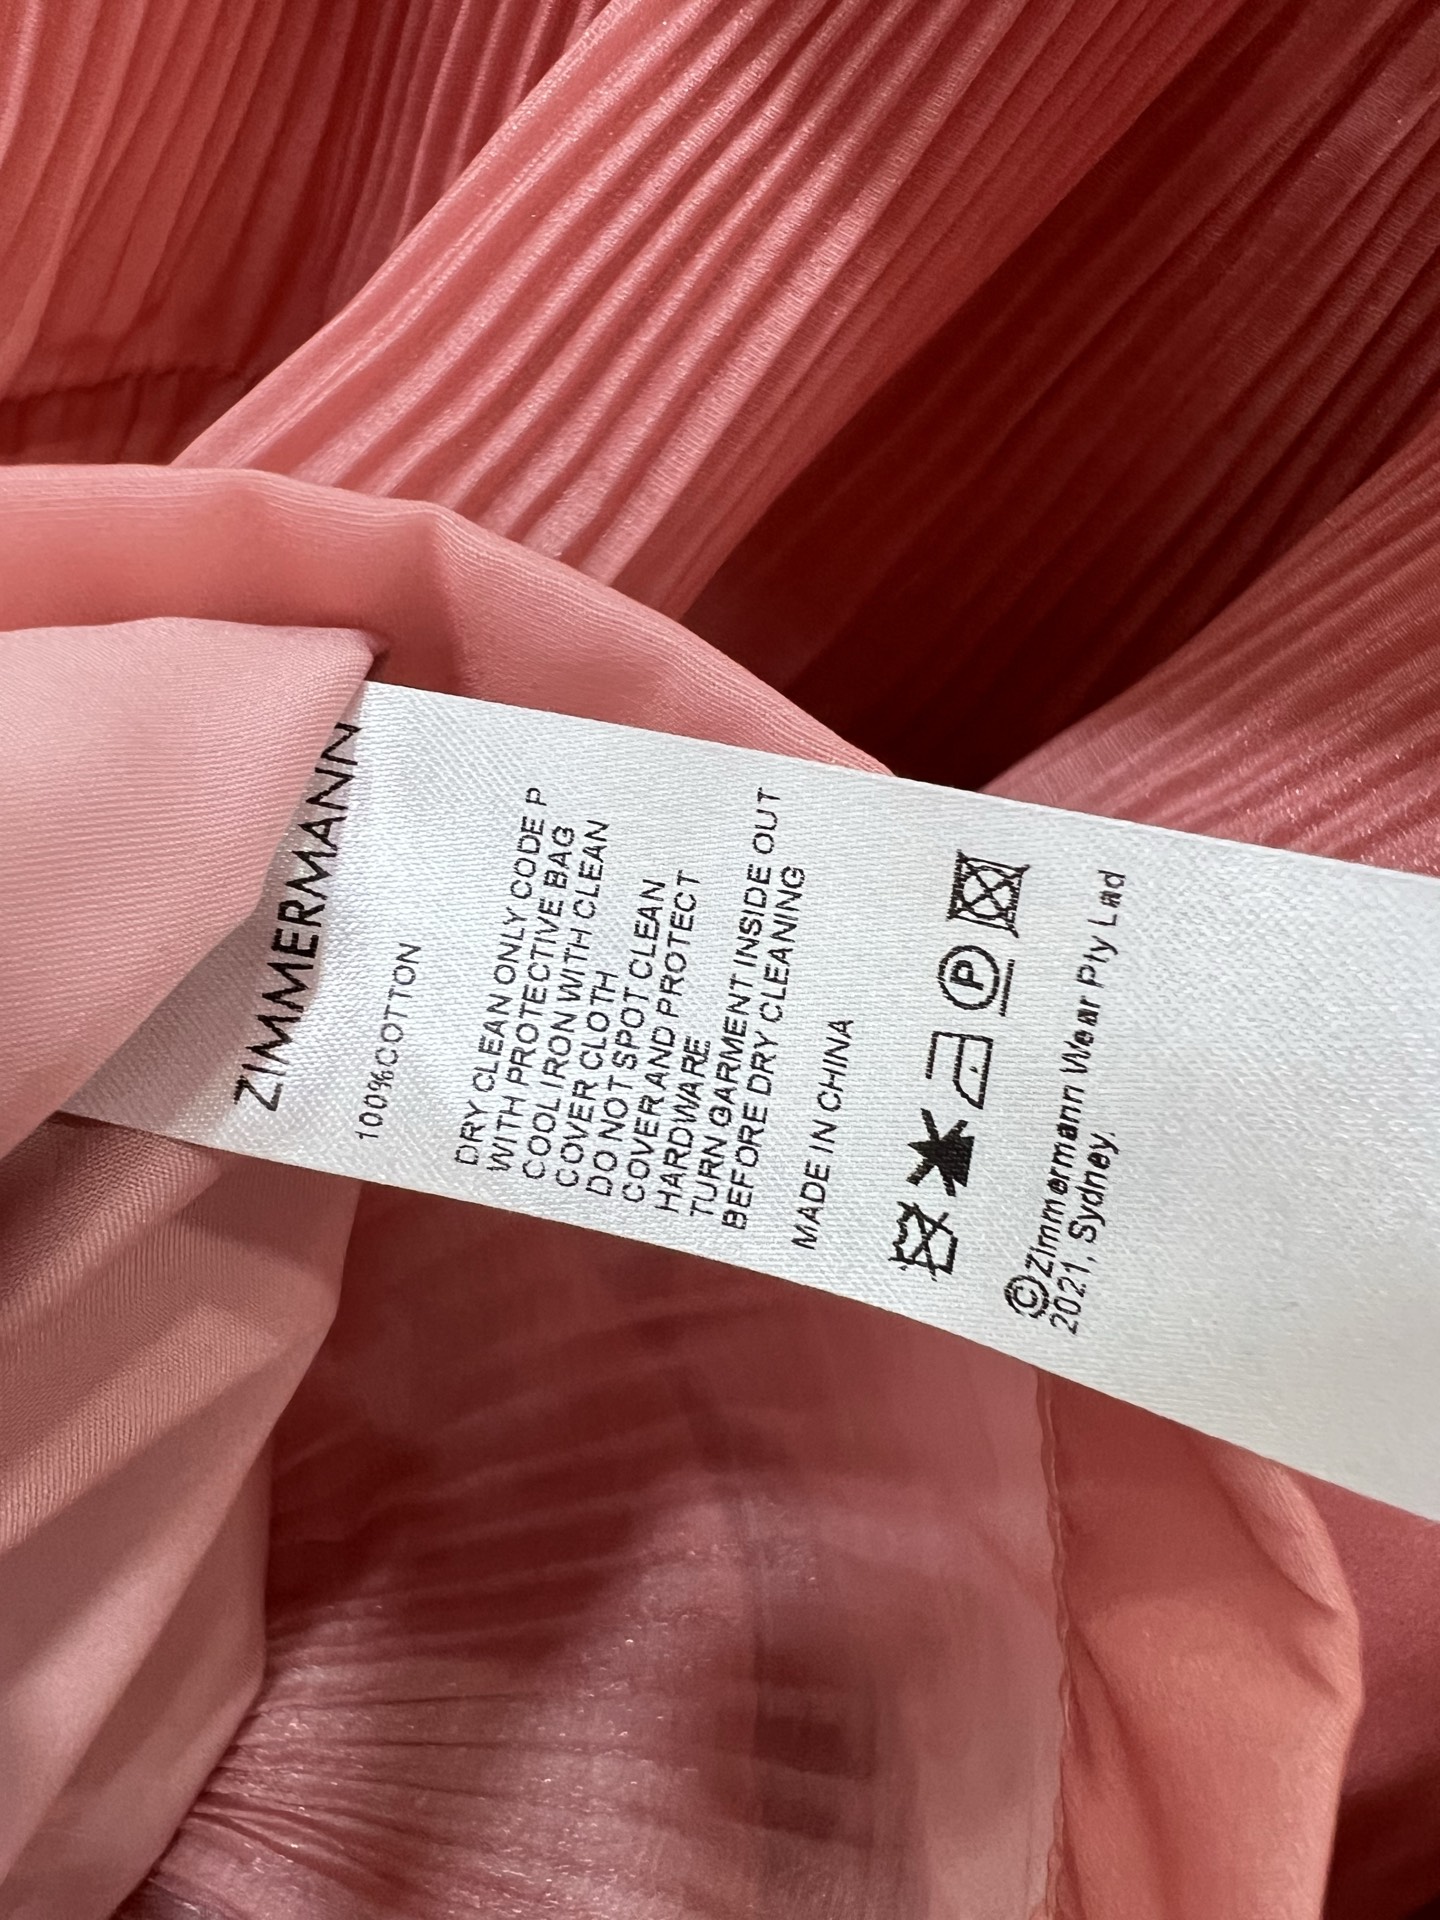 ZIMMERMANN
100%COTTON
DRY CLEAN ONLY CODE P
WITH PROTECTIVE BAG
COOL IRON WITH CLEAN
COVER CLOTH
DO NOT SPOT CLEAN
COVER AND PROTECT
HARDWARE
TURN GARMENT INSIDE OUT
BEFORE DRY CLEANING
MADE IN CHINA
P
©Zimmermann Wear Pty Lad
2021, Sydney.